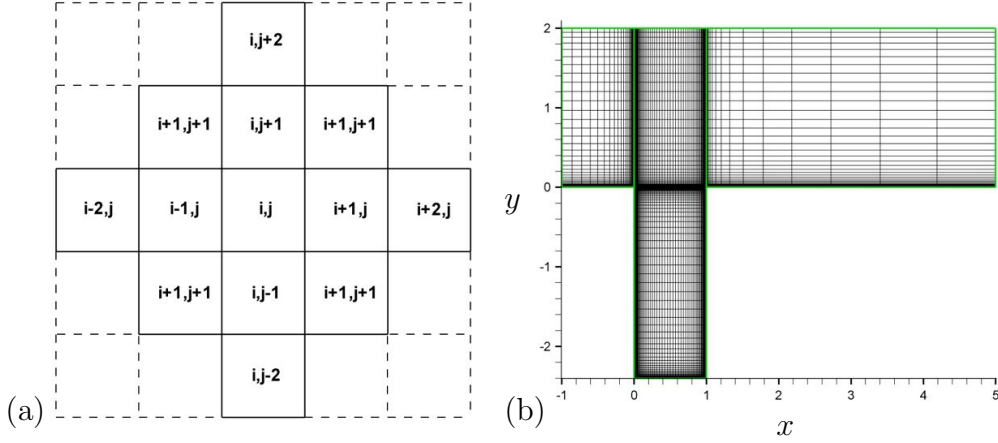 i,j+2
i+1,j+1 i,j+1 i+1,j+1
i-2,j i-1,j i,j i+1,j i+2,j
i+1,j+1 i,j-1 i+1,j+1
i,j-2
(a)
2
1
0
-1
-2
y
-1 0 1 2 3 4 5
x
(b)